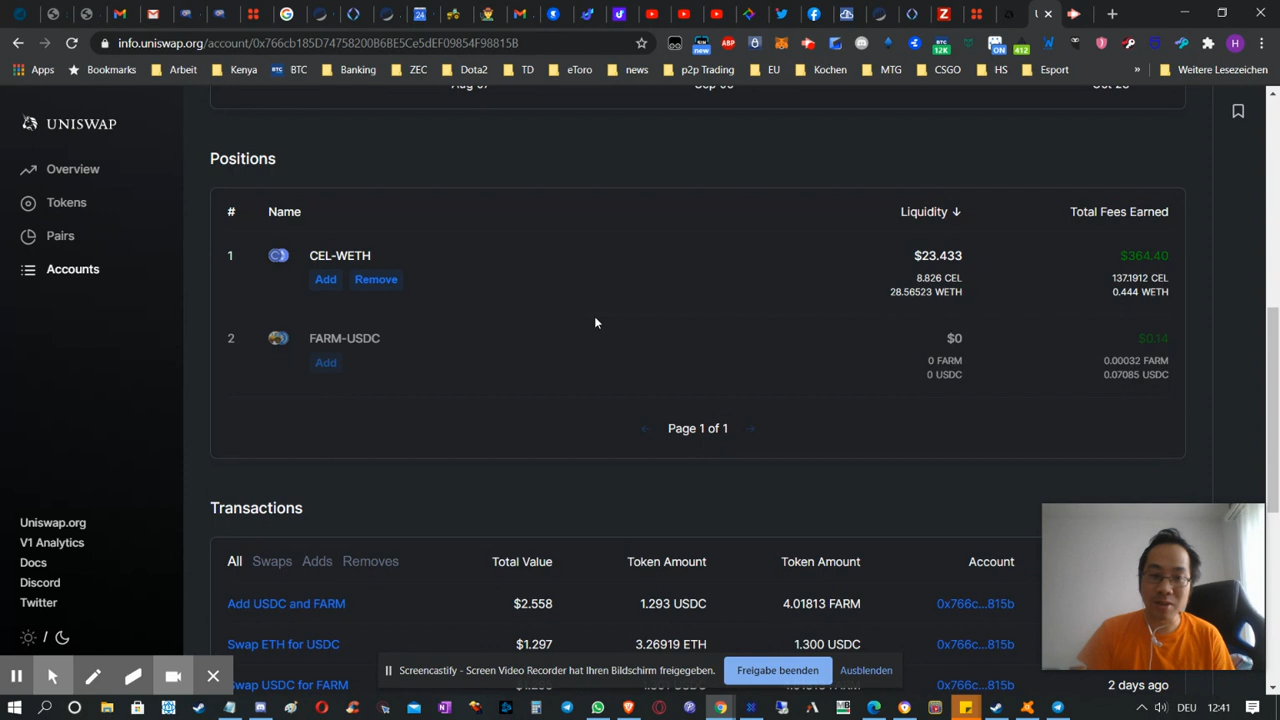 info.uniswap.org/account/0x766cb185D74758200B6BE5Ce5dEF09854F98815B
Apps
Bookmarks
Arbeit
Kenya
BTC
Banking
ZEC
Dota2
TD
eToro
news
p2p Trading
EU
Kochen
MTG
CSGO
HS
Esport
»
Weitere Lesezeichen
UNISWAP
Overview
Tokens
Pairs
Accounts
Positions
# Name Liquidity ↓ Total Fees Earned
1 CEL-WETH $23.433 $364.40
Add Remove 8.826 CEL 137.1912 CEL
28.56523 WETH 0.444 WETH
2 FARM-USDC $0 $0.14
Add 0 FARM 0.00032 FARM
0 USDC 0.07085 USDC
← Page 1 of 1 →
Transactions
All Swaps Adds Removes Total Value Token Amount Token Amount Account
Add USDC and FARM $2.558 1.293 USDC 4.01813 FARM 0x766c...815b
Swap ETH for USDC $1.297 3.26919 ETH 1.300 USDC 0x766c...815b
Swap USDC for FARM 2 days ago
Uniswap.org
V1 Analytics
Docs
Discord
Twitter
Screencastify - Screen Video Recorder hat Ihren Bildschirm freigegeben.
Freigabe beenden
Ausblenden
DEU 12:41